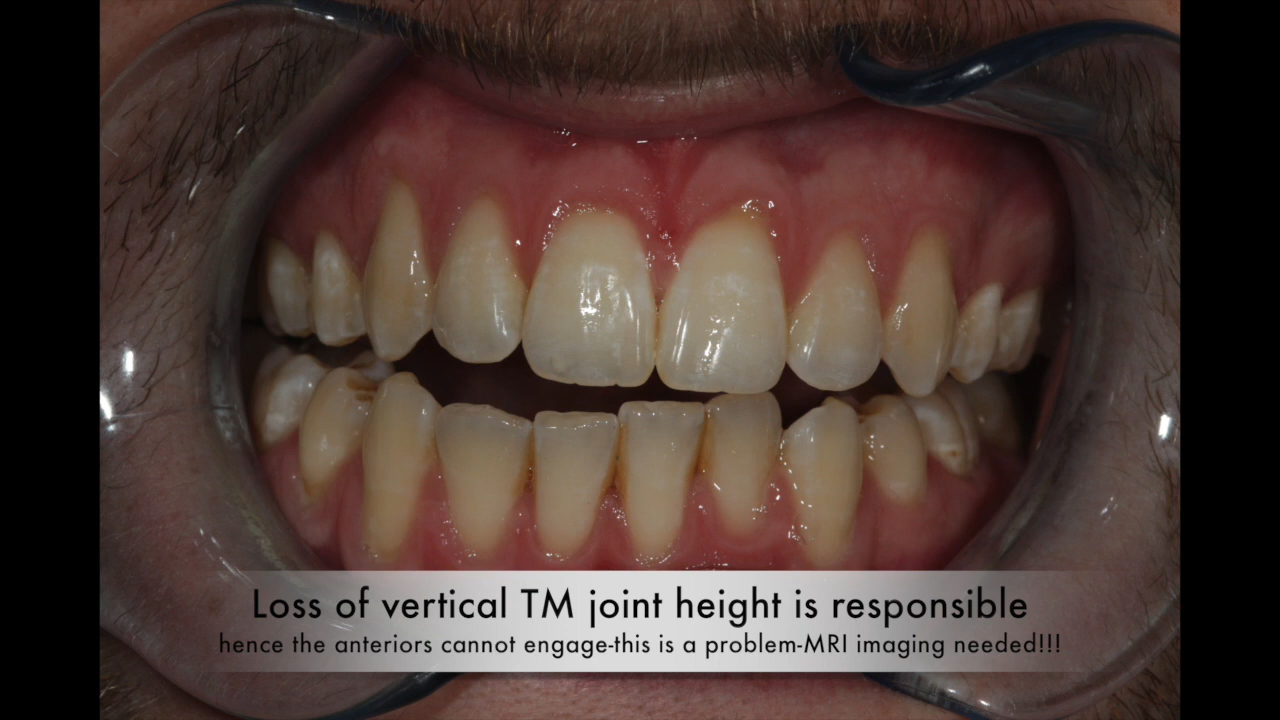 Loss of vertical TM joint height is responsible
hence the anteriors cannot engage-this is a problem-MRI imaging needed!!!